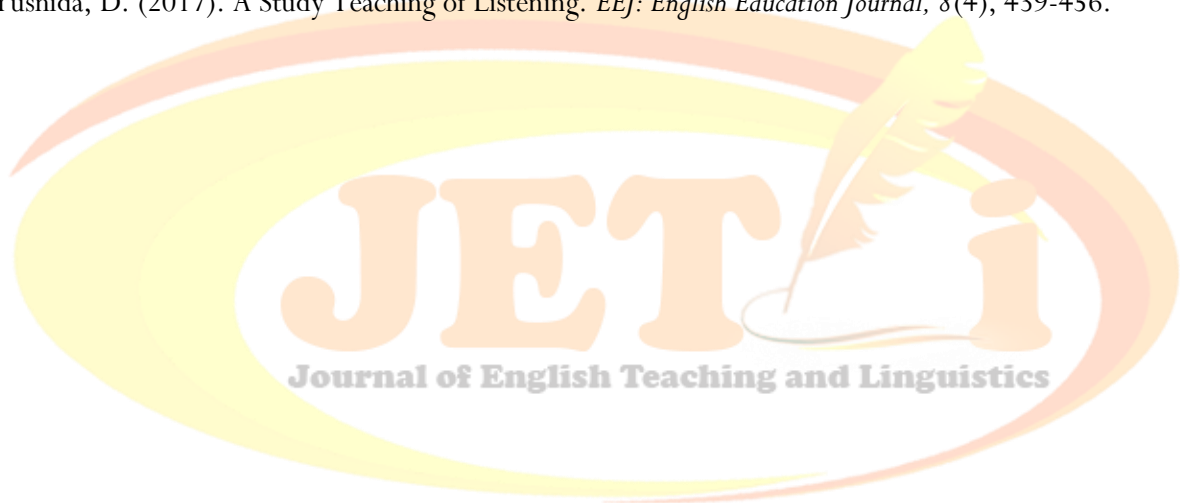 Yushida, D. (2017). A Study Teaching of Listening. EEJ: English Education Journal, 8(4), 439-456.
JETLi
Journal of English Teaching and Linguistics